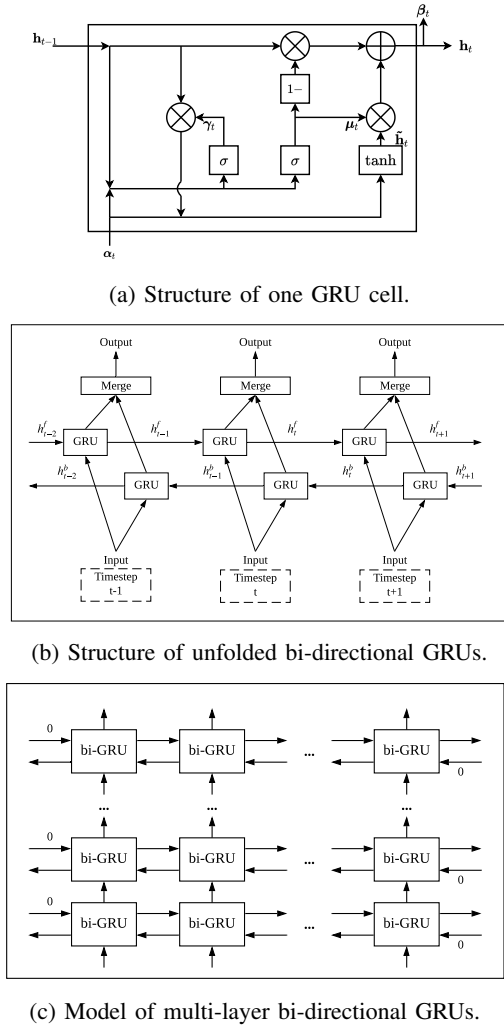 β_t
h_{t−1}
h_t
1−
γ_t
μ_t
h̃_t
σ
σ
tanh
α_t
(a) Structure of one GRU cell.
Output Output Output
Merge Merge Merge
h^f_{t−2} h^f_{t−1} h^f_t h^f_{t+1}
GRU GRU GRU
h^b_{t−2} h^b_{t−1} h^b_t h^b_{t+1}
GRU GRU GRU
Input Input Input
Timestep Timestep Timestep
t-1 t t+1
(b) Structure of unfolded bi-directional GRUs.
0
bi-GRU bi-GRU ... bi-GRU
0
... ... ...
0
bi-GRU bi-GRU ... bi-GRU
0
0
bi-GRU bi-GRU ... bi-GRU
0
(c) Model of multi-layer bi-directional GRUs.